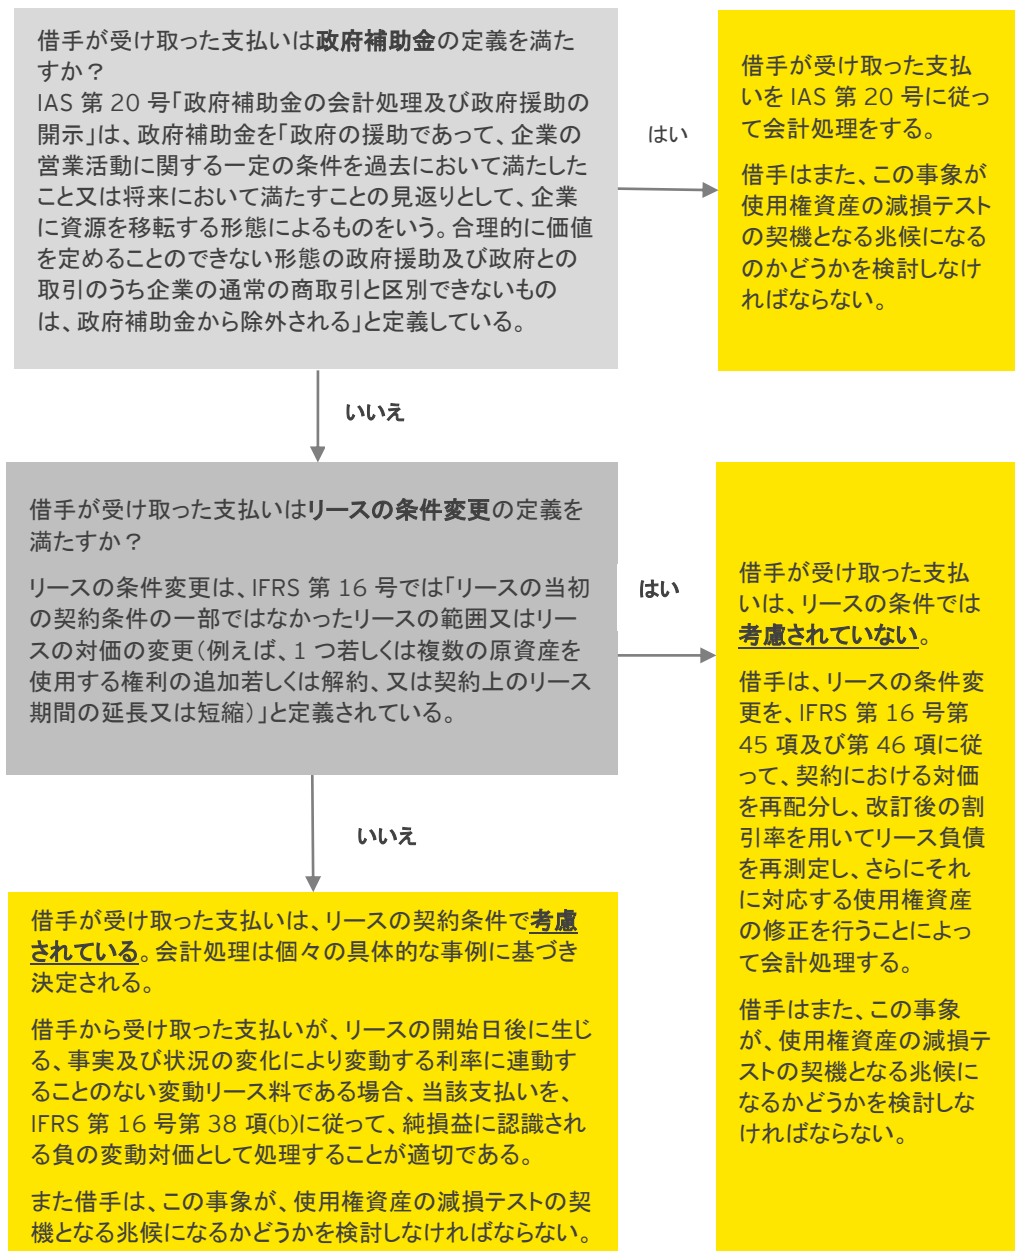 借手が受け取った支払いは政府補助金の定義を満た
すか？
IAS 第 20 号「政府補助金の会計処理及び政府援助の
開示」は、政府補助金を「政府の援助であって、企業の
営業活動に関する一定の条件を過去において満たした
こと又は将来において満たすことの見返りとして、企業
に資源を移転する形態によるものをいう。合理的に価値
を定めることのできない形態の政府援助及び政府との
取引のうち企業の通常の商取引と区別できないもの
は、政府補助金から除外される」と定義している。
はい
借手が受け取った支払
いを IAS 第 20 号に従っ
て会計処理をする。
借手はまた、この事象が
使用権資産の減損テスト
の契機となる兆候になる
のかどうかを検討しなけ
ればならない。
いいえ
借手が受け取った支払いはリースの条件変更の定義を
満たすか？
リースの条件変更は、IFRS 第 16 号では「リースの当初
の契約条件の一部ではなかったリースの範囲又はリー
スの対価の変更（例えば、1 つ若しくは複数の原資産を
使用する権利の追加若しくは解約、又は契約上のリース
期間の延長又は短縮）」と定義されている。
はい
借手が受け取った支払
いは、リースの条件では
考慮されていない。
借手は、リースの条件変
更を、IFRS 第 16 号第
45 項及び第 46 項に従
って、契約における対価
を再配分し、改訂後の割
引率を用いてリース負債
を再測定し、さらにそれ
に対応する使用権資産
の修正を行うことによっ
て会計処理する。
借手はまた、この事象
が、使用権資産の減損テ
ストの契機となる兆候に
なるかどうかを検討しな
ければならない。
いいえ
借手が受け取った支払いは、リースの契約条件で考慮
されている。会計処理は個々の具体的な事例に基づき
決定される。
借手から受け取った支払いが、リースの開始日後に生じ
る、事実及び状況の変化により変動する利率に連動す
ることのない変動リース料である場合、当該支払いを、
IFRS 第 16 号第 38 項(b)に従って、純損益に認識され
る負の変動対価として処理することが適切である。
また借手は、この事象が、使用権資産の減損テストの契
機となる兆候になるかどうかを検討しなければならない。